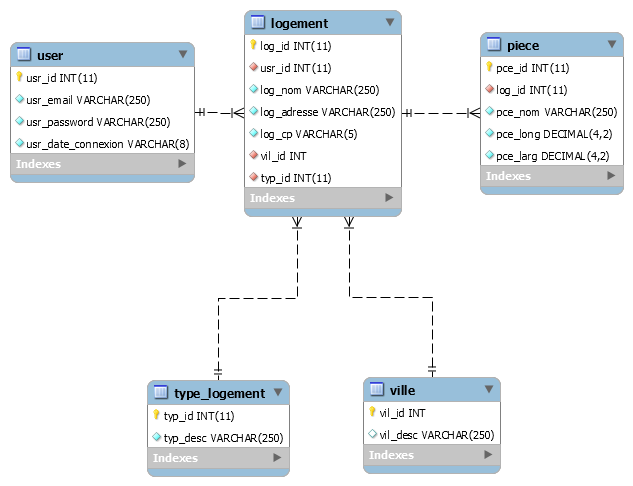 user
usr_id INT(11)
usr_email VARCHAR(250)
usr_password VARCHAR(250)
usr_date_connexion VARCHAR(8)
Indexes
logement
log_id INT(11)
usr_id INT(11)
log_nom VARCHAR(250)
log_adresse VARCHAR(250)
log_cp VARCHAR(5)
vil_id INT
typ_id INT(11)
Indexes
piece
pce_id INT(11)
log_id INT(11)
pce_nom VARCHAR(250)
pce_long DECIMAL(4,2)
pce_larg DECIMAL(4,2)
Indexes
type_logement
typ_id INT(11)
typ_desc VARCHAR(250)
Indexes
ville
vil_id INT
vil_desc VARCHAR(250)
Indexes